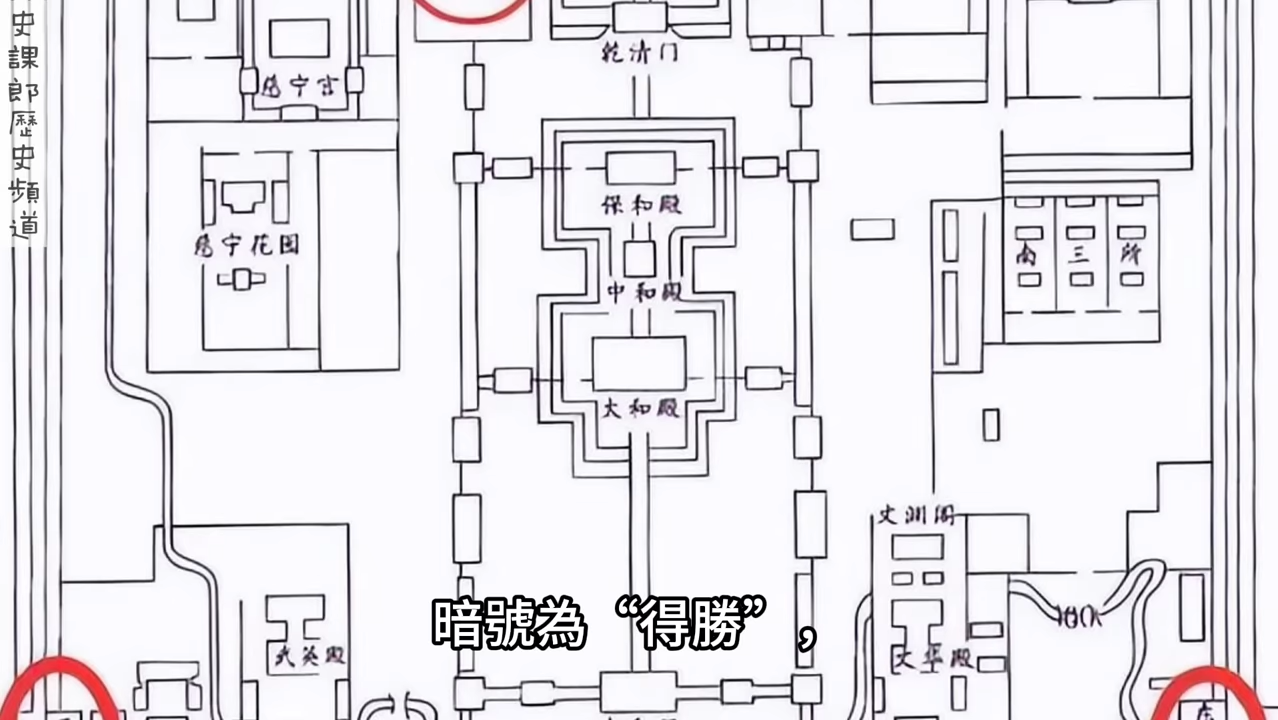 史課郎歷史頻道
乾清门
慈宁宫
保和殿
慈宁花园
南三所
中和殿
太和殿
文渊阁
暗號為“得勝”,
武英殿
文华殿